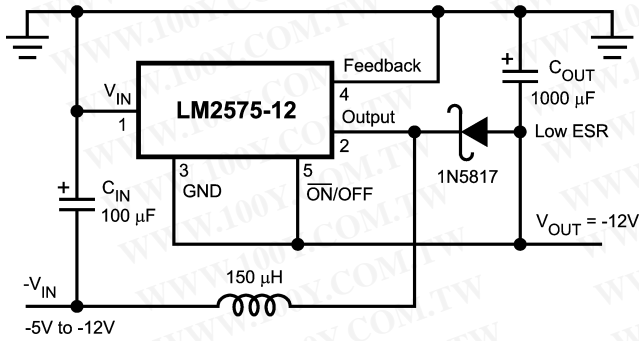 Feedback
4
C_OUT
1000 µF
V_IN
1
LM2575-12
Output
2
Low ESR
1N5817
3
GND
5
O̅N̅/OFF
C_IN
100 µF
V_OUT = -12V
150 µH
-V_IN
-5V to -12V
+
+
WWW.100Y.COM.TW